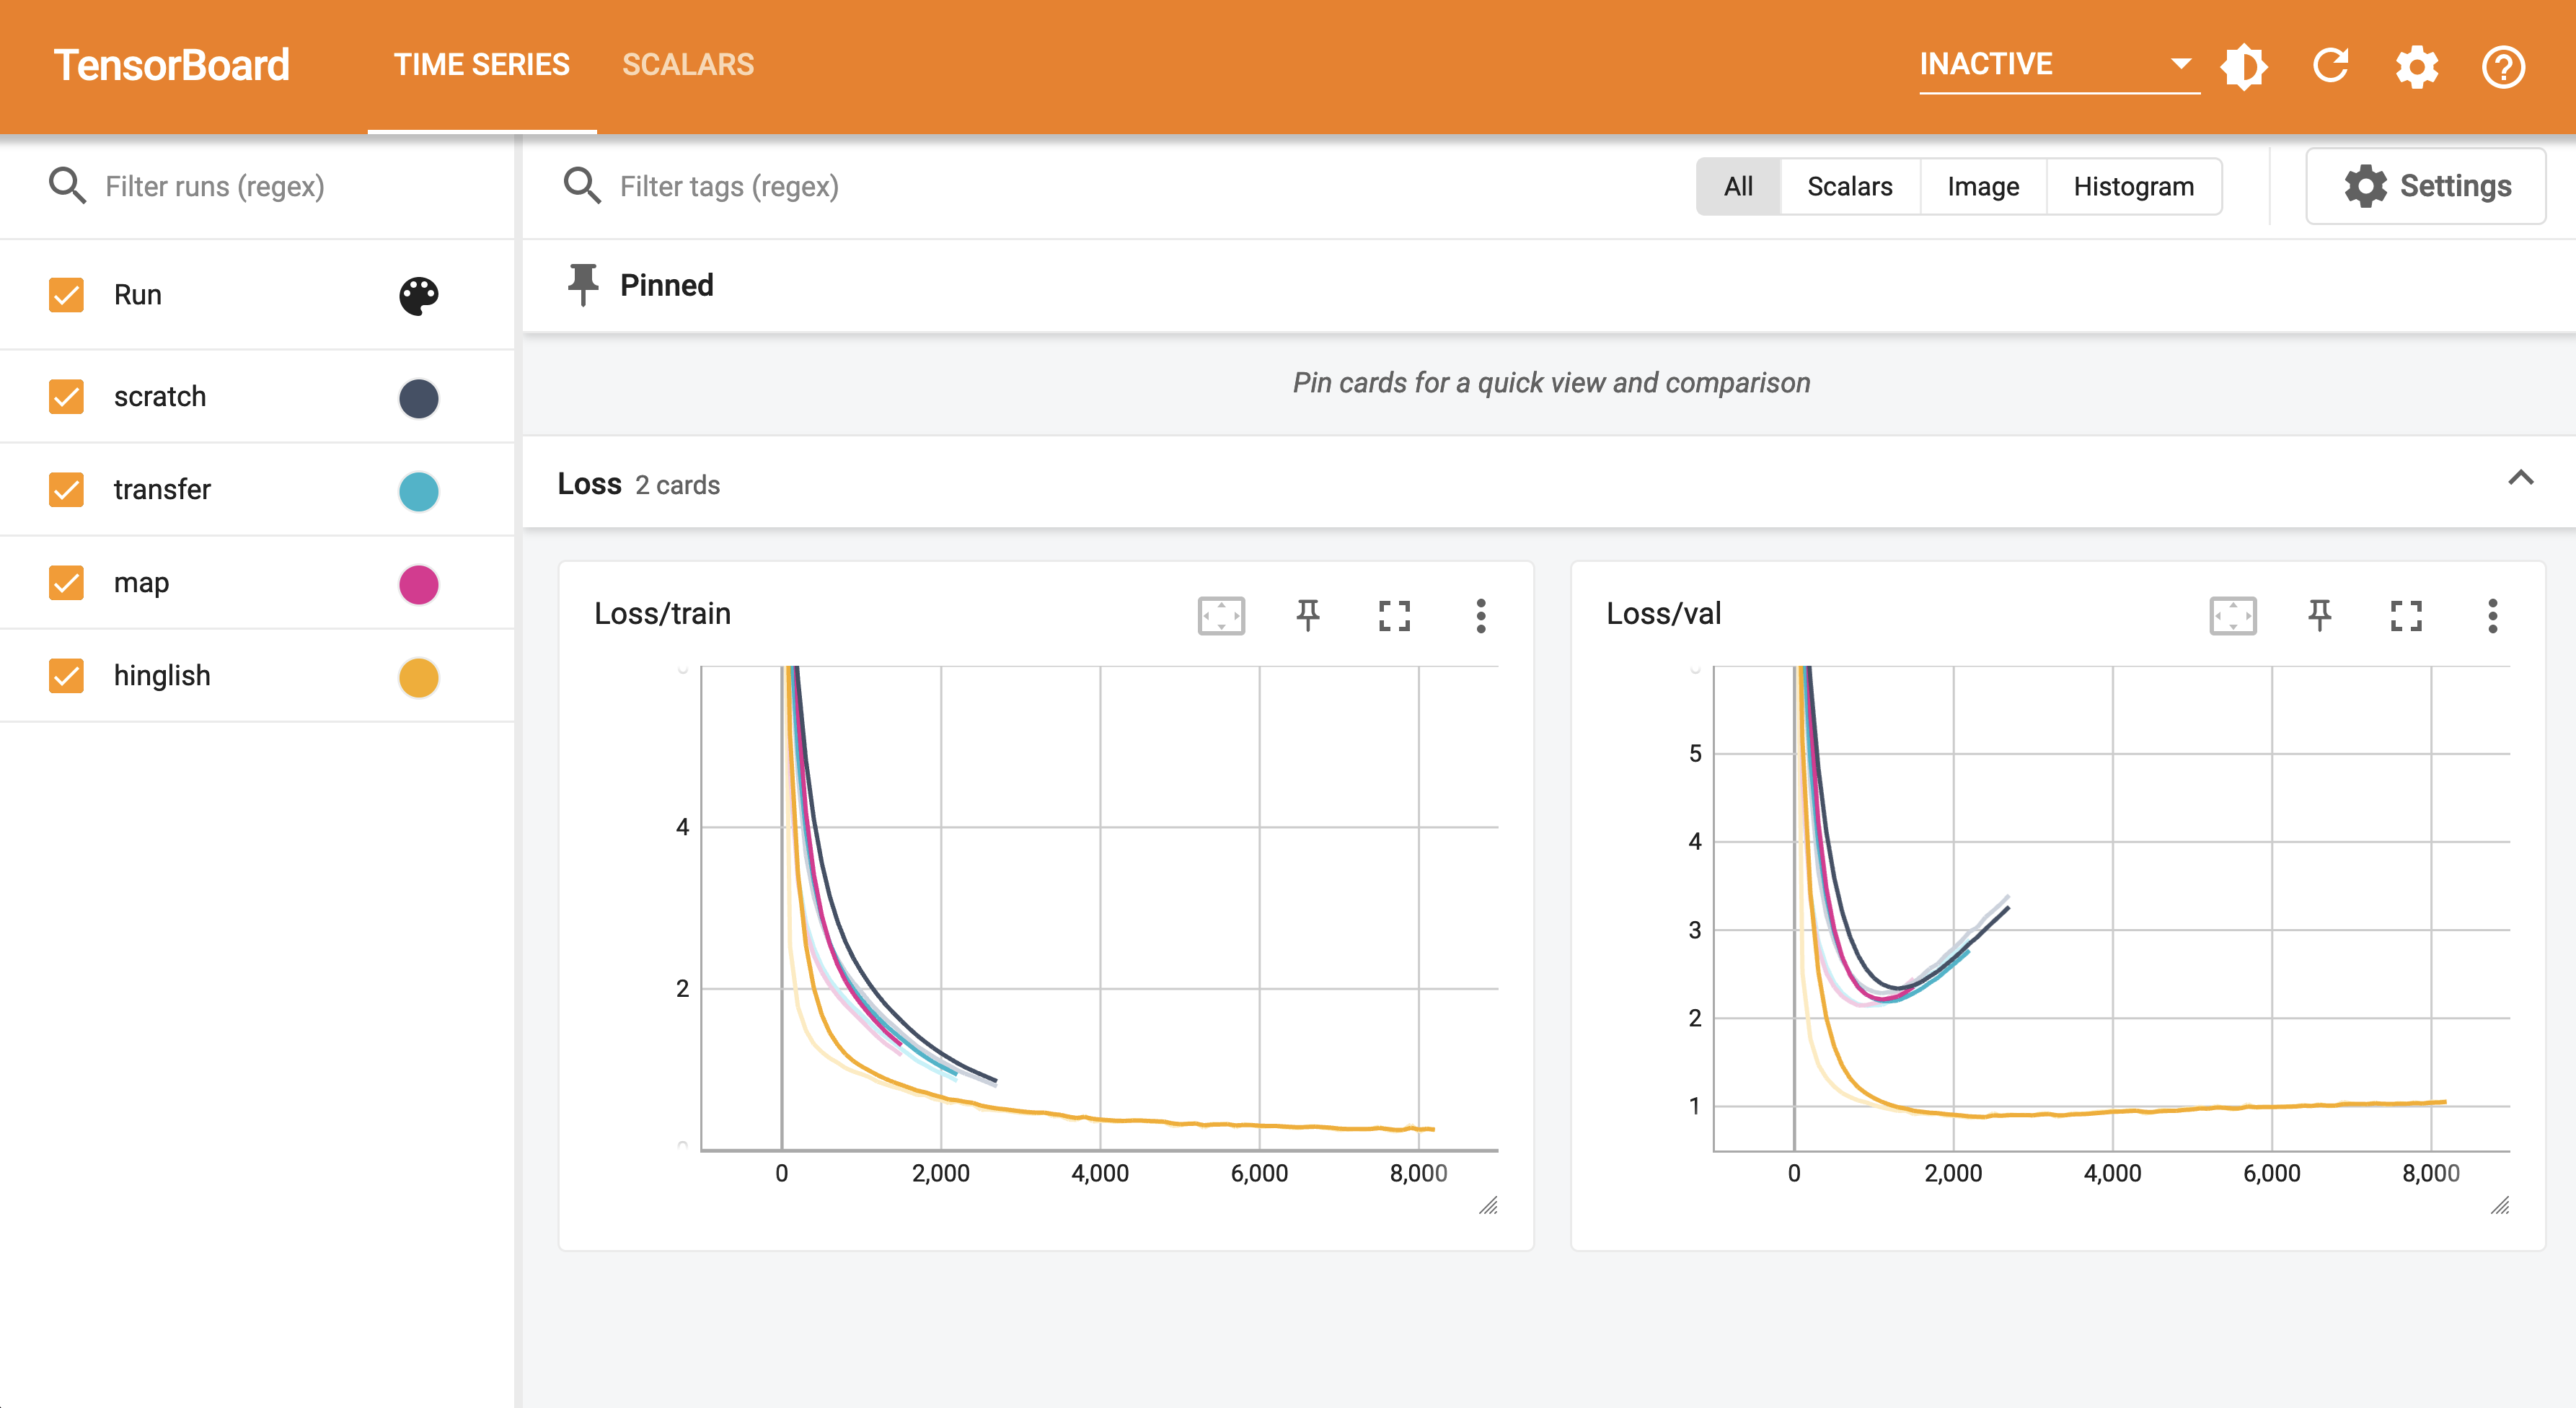 TensorBoard TIME SERIES SCALARS INACTIVE
Filter runs (regex)
Run
scratch
transfer
map
hinglish
Filter tags (regex) All Scalars Image Histogram Settings
Pinned
Pin cards for a quick view and comparison
Loss 2 cards
Loss/train
4
2
0 2,000 4,000 6,000 8,000
Loss/val
5
4
3
2
1
0 2,000 4,000 6,000 8,000